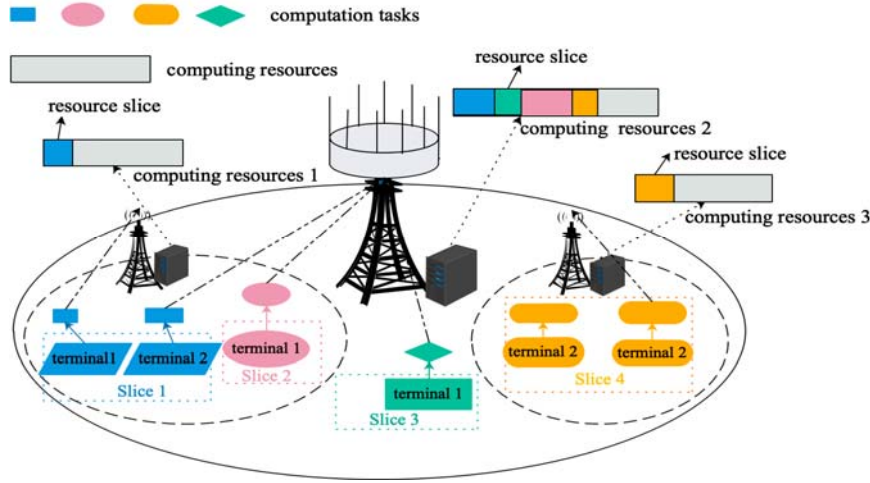 computation tasks
computing resources
resource slice
computing resources 1
resource slice
computing resources 2
resource slice
computing resources 3
terminal1
terminal 2
Slice 1
terminal 1
Slice 2
terminal 1
Slice 3
terminal 2
terminal 2
Slice 4